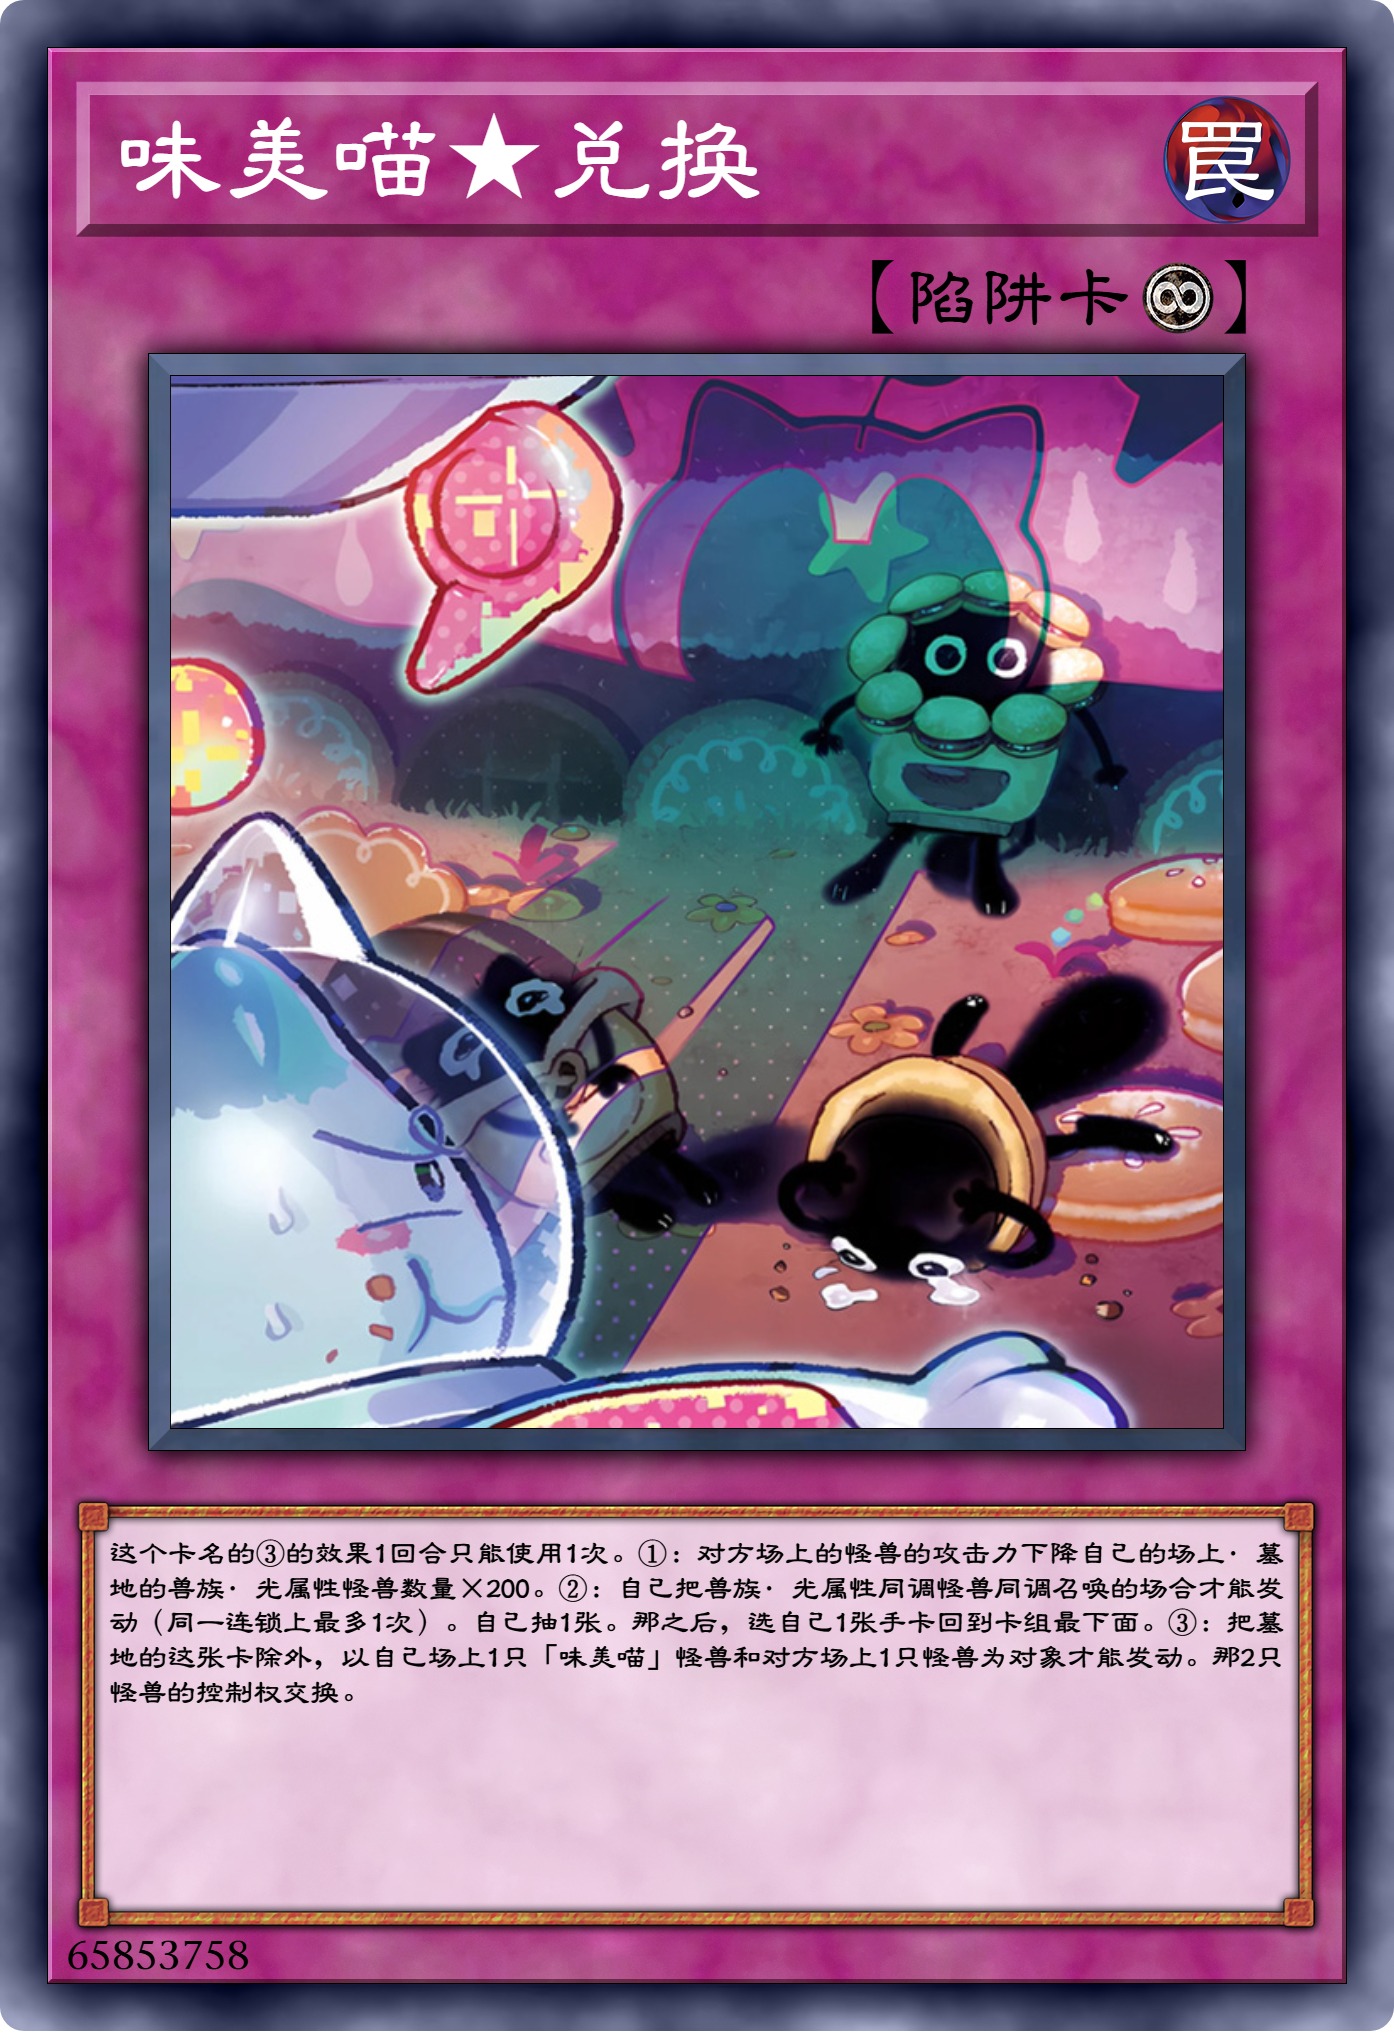 味美喵★兑换
罠
【陷阱卡♾】
这个卡名的③的效果1回合只能使用1次。①：对方场上的怪兽的攻击力下降自己的场上·墓
地的兽族·光属性怪兽数量×200。②：自己把兽族·光属性同调怪兽同调召唤的场合才能发
动（同一连锁上最多1次）。自己抽1张。那之后，选自己1张手卡回到卡组最下面。③：把墓
地的这张卡除外，以自己场上1只「味美喵」怪兽和对方场上1只怪兽为对象才能发动。那2只
怪兽的控制权交换。
65853758